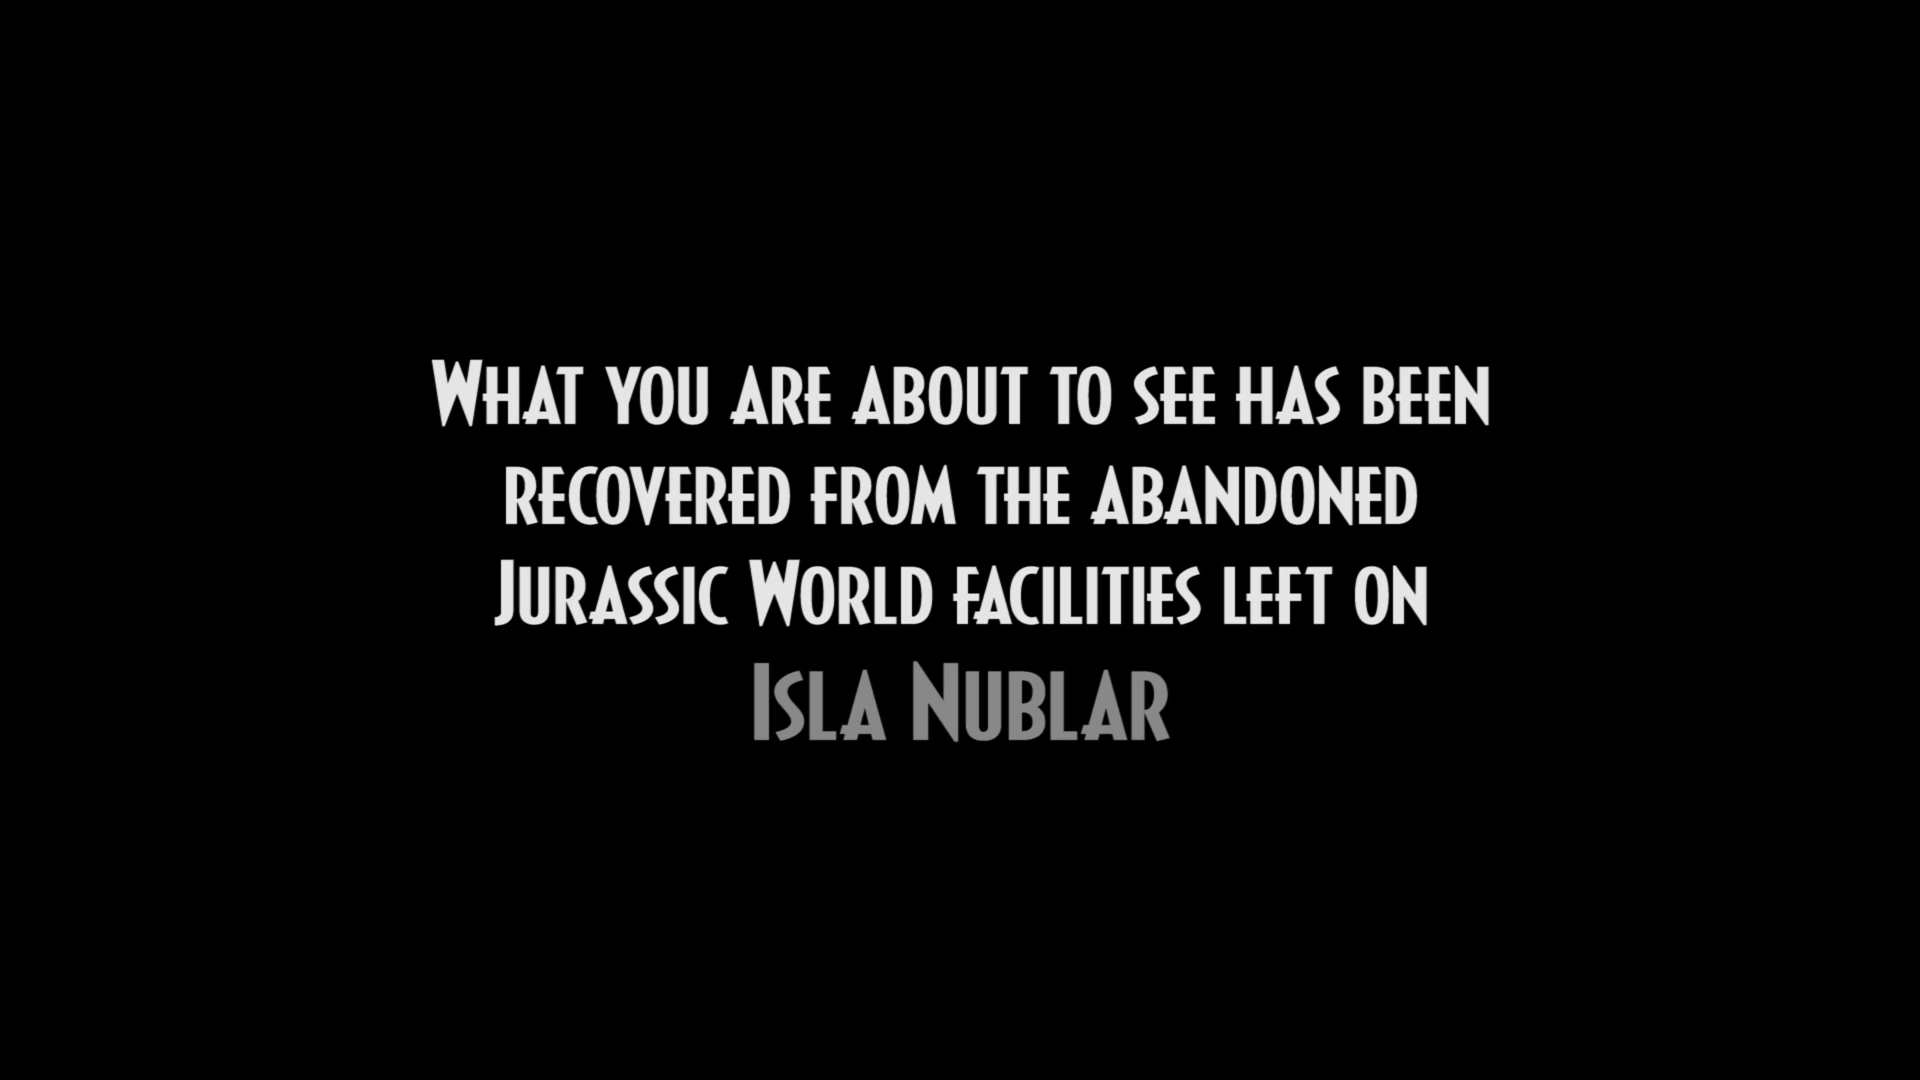 What you are about to see has been
recovered from the abandoned
Jurassic World facilities left on
Isla Nublar